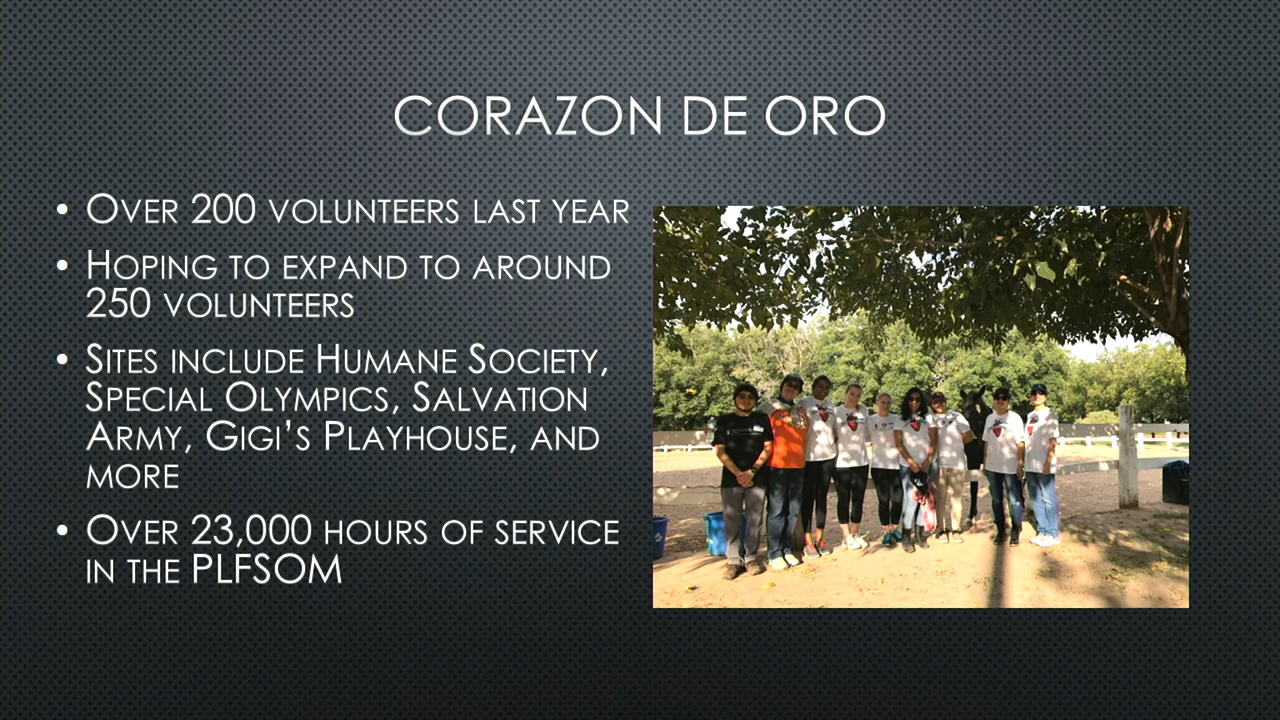 CORAZON DE ORO
• OVER 200 VOLUNTEERS LAST YEAR
• HOPING TO EXPAND TO AROUND
250 VOLUNTEERS
• SITES INCLUDE HUMANE SOCIETY,
SPECIAL OLYMPICS, SALVATION
ARMY, GIGI'S PLAYHOUSE, AND
MORE
• OVER 23,000 HOURS OF SERVICE
IN THE PLFSOM